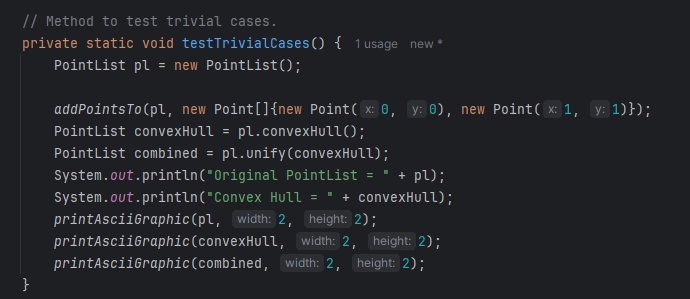 // Method to test trivial cases.
private static void testTrivialCases() { 1 usage new *
    PointList pl = new PointList();

    addPointsTo(pl, new Point[]{new Point( x: 0, y: 0), new Point( x: 1, y: 1)});
    PointList convexHull = pl.convexHull();
    PointList combined = pl.unify(convexHull);
    System.out.println("Original PointList = " + pl);
    System.out.println("Convex Hull = " + convexHull);
    printAsciiGraphic(pl, width: 2, height: 2);
    printAsciiGraphic(convexHull, width: 2, height: 2);
    printAsciiGraphic(combined, width: 2, height: 2);
}